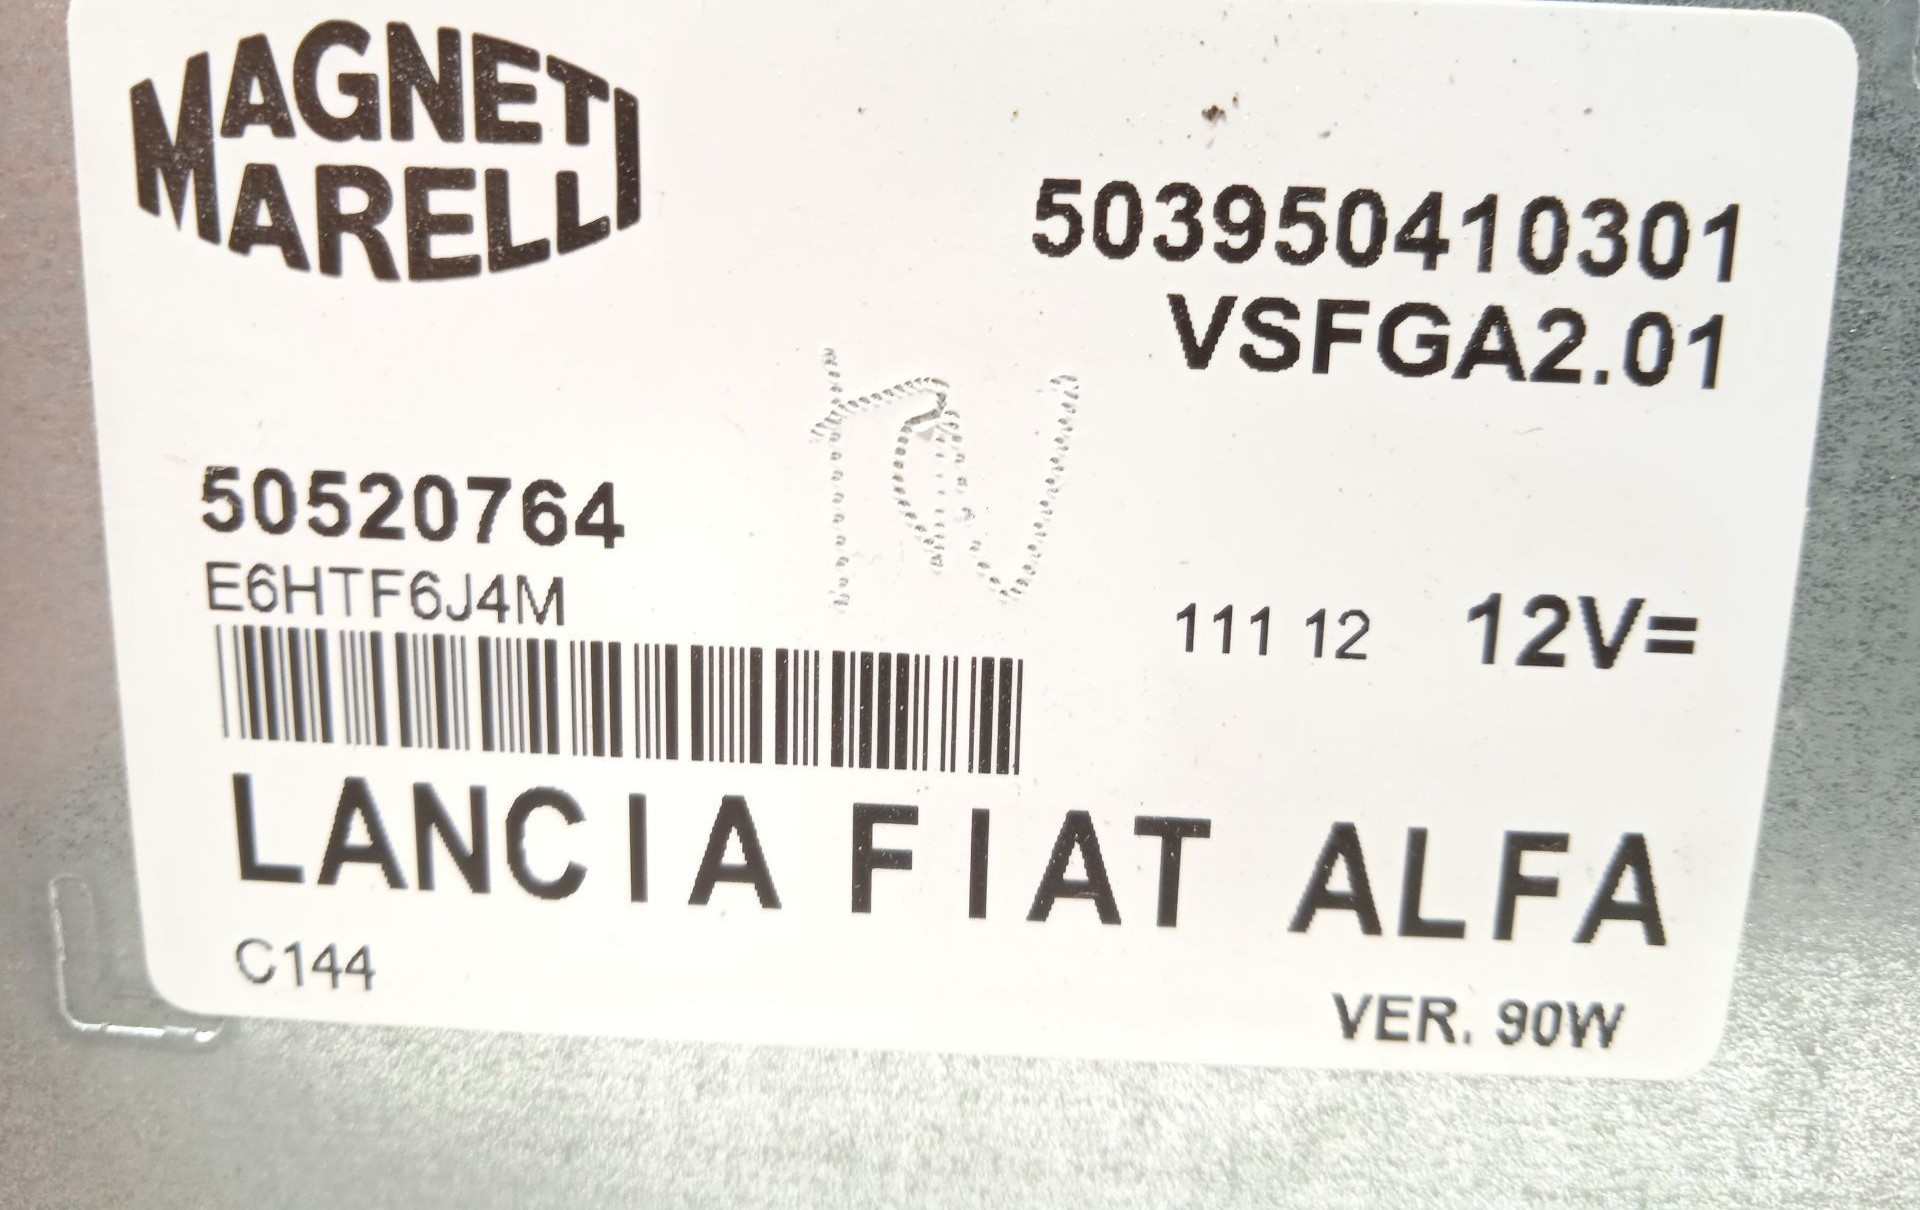 MAGNETI
MARELLI
503950410301
VSFGA2.01
50520764
E6HTF6J4M
111 12 12V=
LANCIA FIAT ALFA
C144
VER. 90W